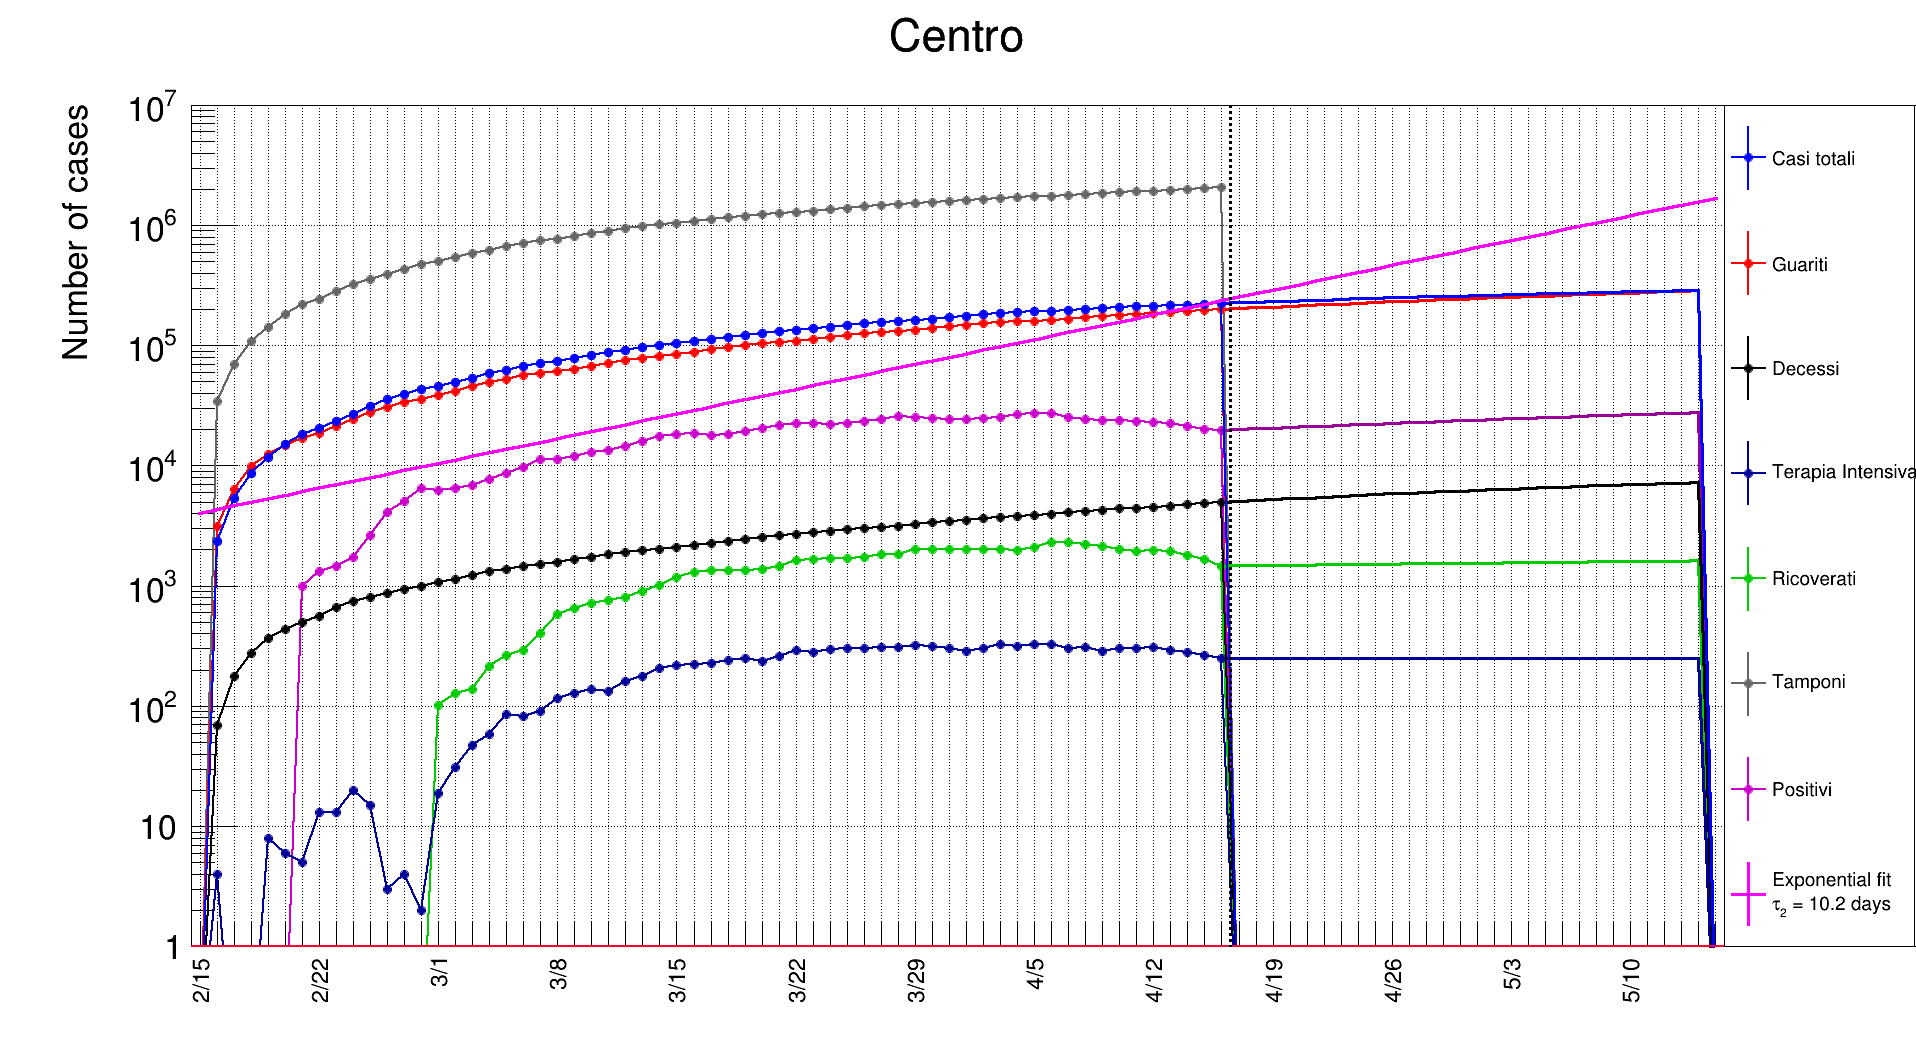 Centro
Number of cases
10^7
10^6
10^5
10^4
10^3
10^2
10
1
2/15
2/22
3/1
3/8
3/15
3/22
3/29
4/5
4/12
4/19
4/26
5/3
5/10
Casi totali
Guariti
Decessi
Terapia Intensiva
Ricoverati
Tamponi
Positivi
Exponential fit
τ₂ = 10.2 days